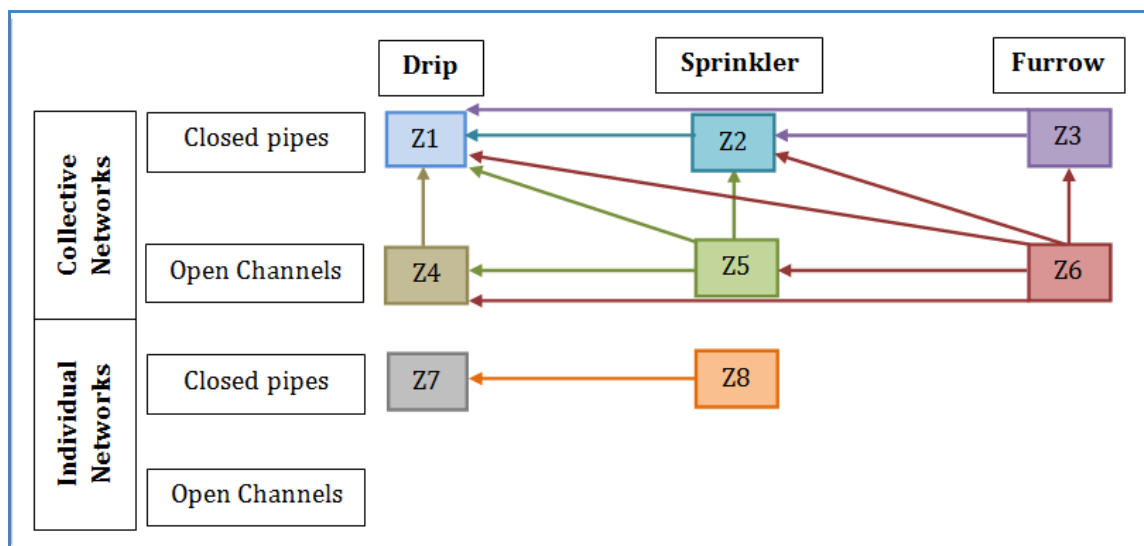 Drip
Sprinkler
Furrow
Collective
Networks
Closed pipes
Z1
Z2
Z3
Open Channels
Z4
Z5
Z6
Individual
Networks
Closed pipes
Z7
Z8
Open Channels